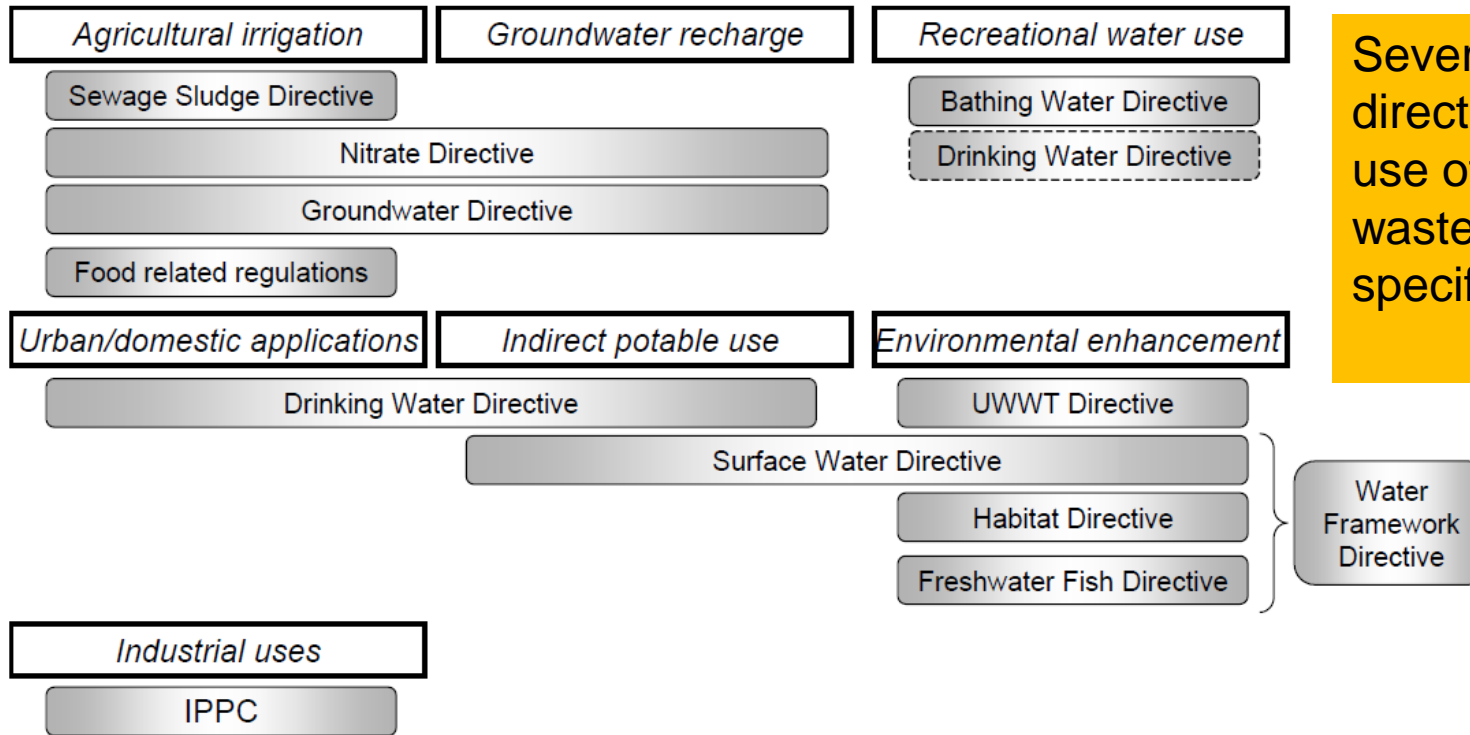 Agricultural irrigation
Groundwater recharge
Recreational water use
Sewage Sludge Directive
Bathing Water Directive
Nitrate Directive
Drinking Water Directive
Groundwater Directive
Food related regulations
Urban/domestic applications
Indirect potable use
Environmental enhancement
Drinking Water Directive
UWWT Directive
Surface Water Directive
Habitat Directive
Freshwater Fish Directive
Water
Framework
Directive
Industrial uses
IPPC
use